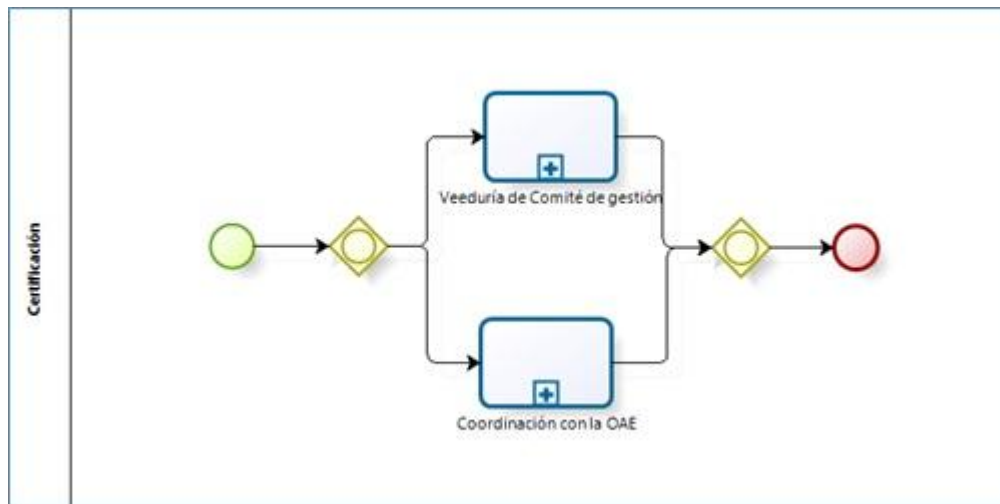 Certificación
Veeduría de Comité de gestión
Coordinación con la OAE